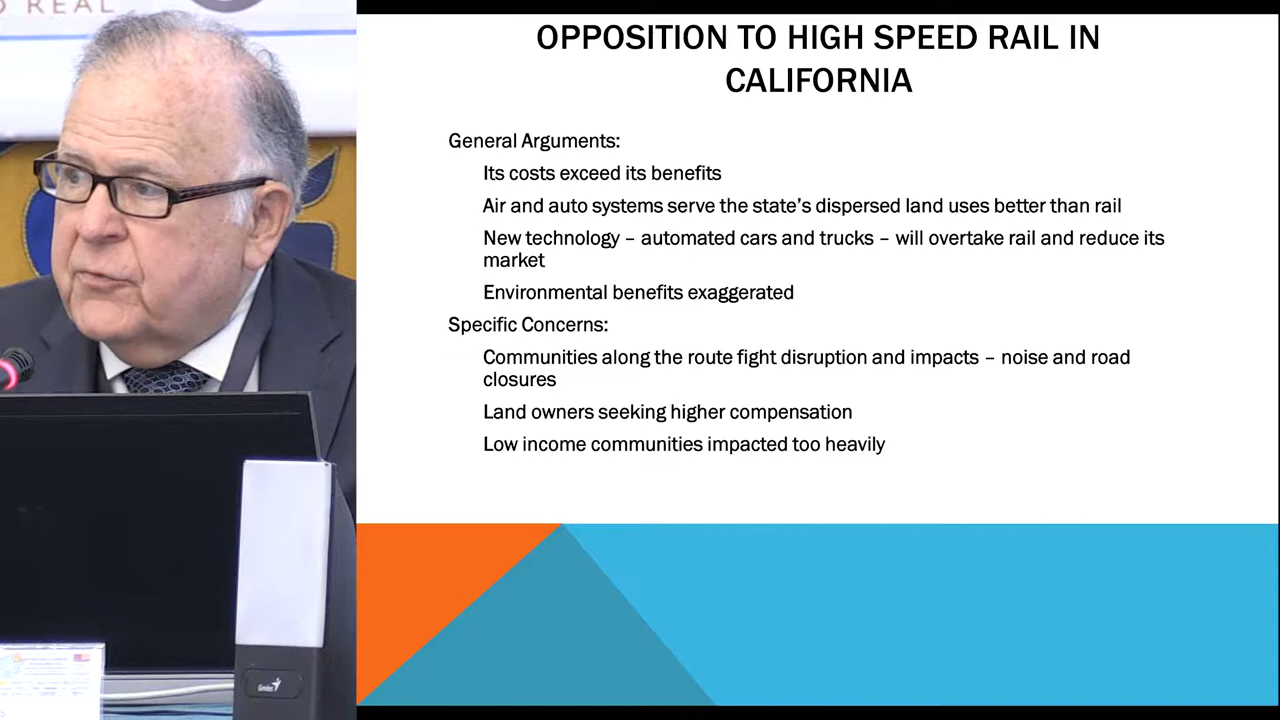 REAL
OPPOSITION TO HIGH SPEED RAIL IN
CALIFORNIA
General Arguments:
Its costs exceed its benefits
Air and auto systems serve the state's dispersed land uses better than rail
New technology – automated cars and trucks – will overtake rail and reduce its
market
Environmental benefits exaggerated
Specific Concerns:
Communities along the route fight disruption and impacts – noise and road
closures
Land owners seeking higher compensation
Low income communities impacted too heavily
Genius